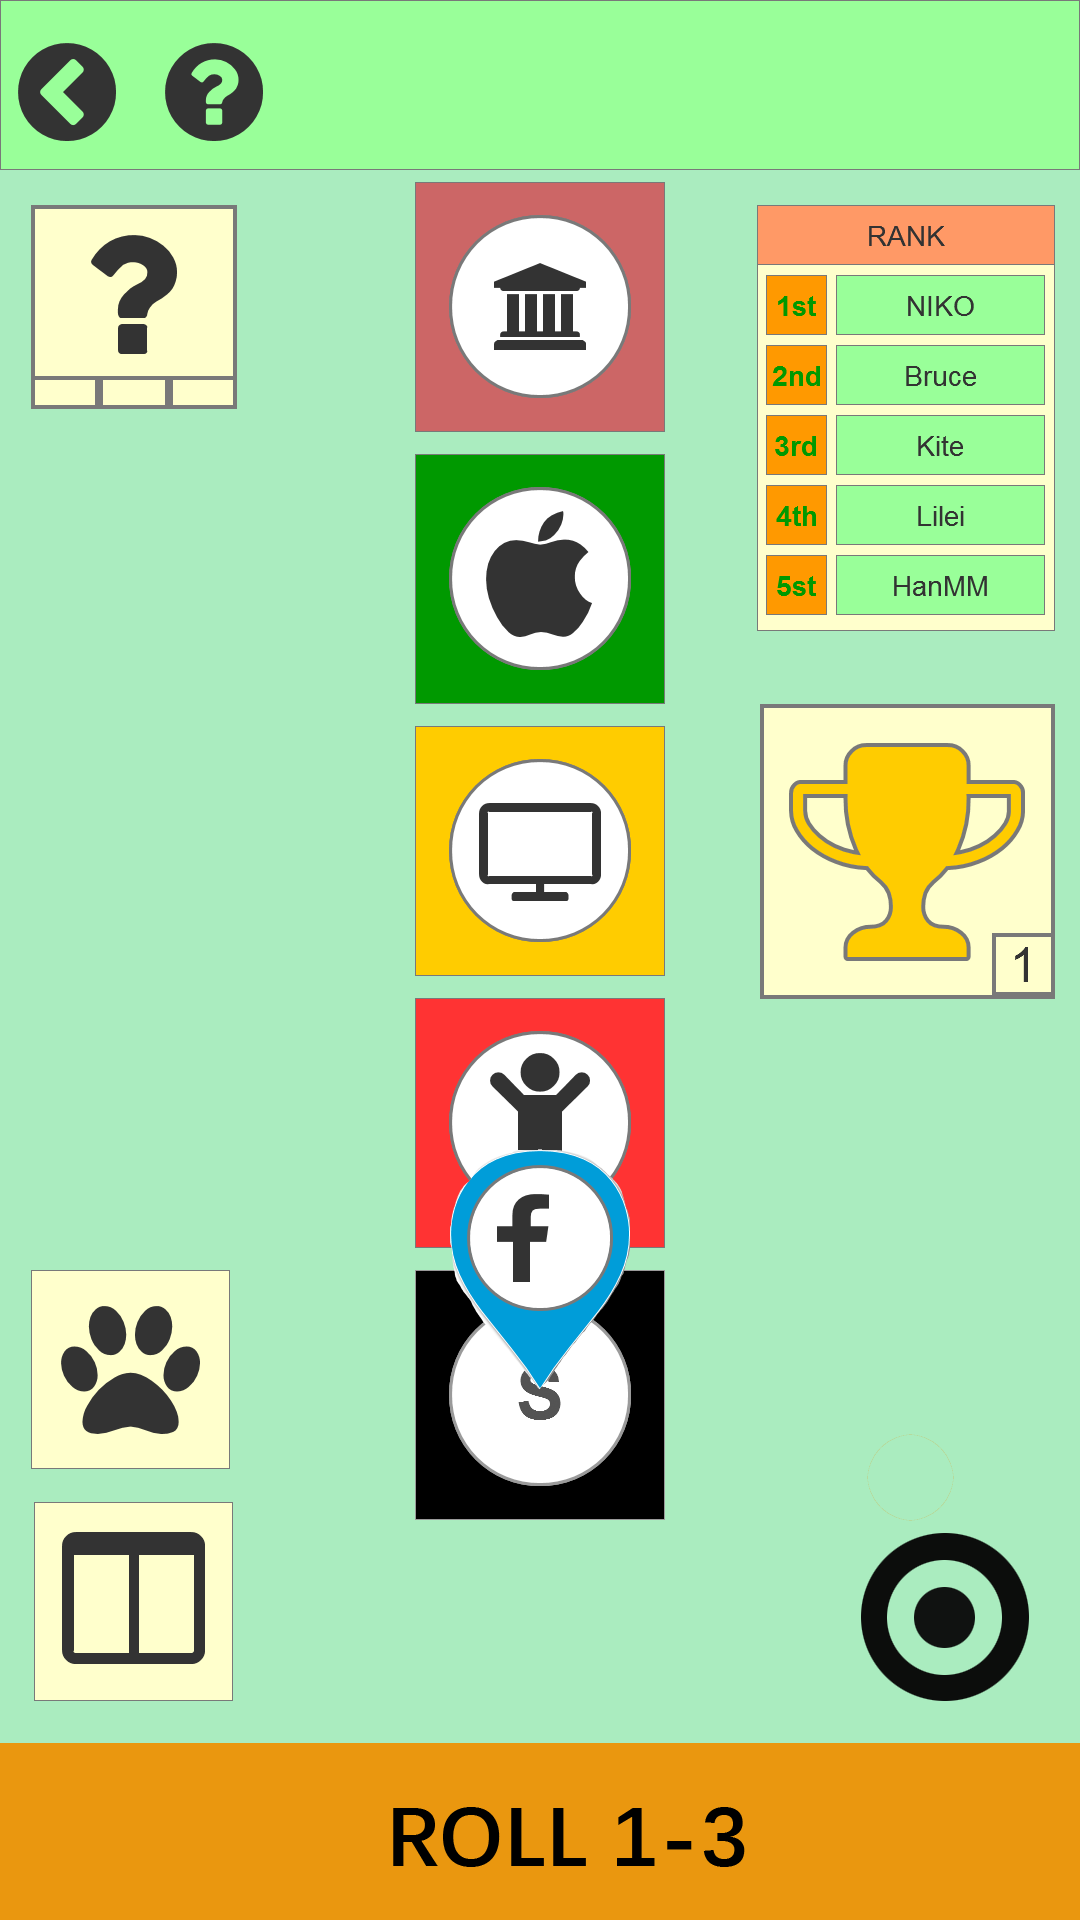 ?
?
RANK
1st NIKO
2nd Bruce
3rd Kite
4th Lilei
5st HanMM
1
f
S
ROLL 1-3